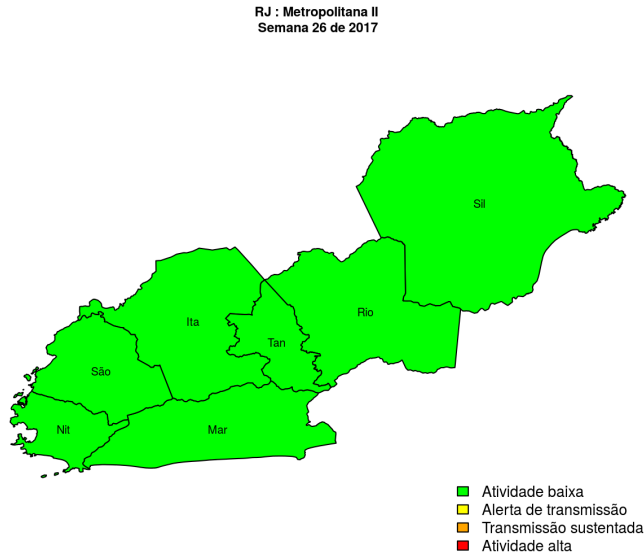 RJ : Metropolitana II
Semana 26 de 2017
Sil
Rio
Ita
Tan
São
Nit
Mar
Atividade baixa
Alerta de transmissão
Transmissão sustentada
Atividade alta